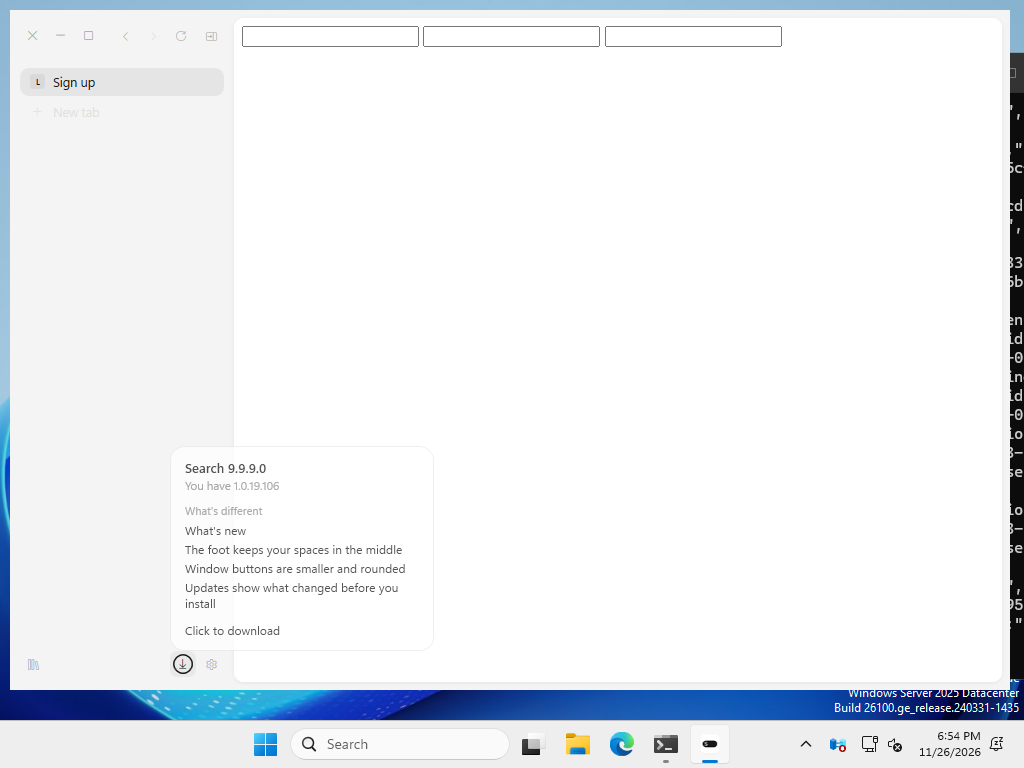 L Sign up
New tab
Search 9.9.9.0
You have 1.0.19.106
What's different
What's new
The foot keeps your spaces in the middle
Window buttons are smaller and rounded
Updates show what changed before you
install
Click to download
Windows Server 2025 Datacenter
Build 26100.ge_release.240331-1435
Search
6:54 PM
11/26/2026